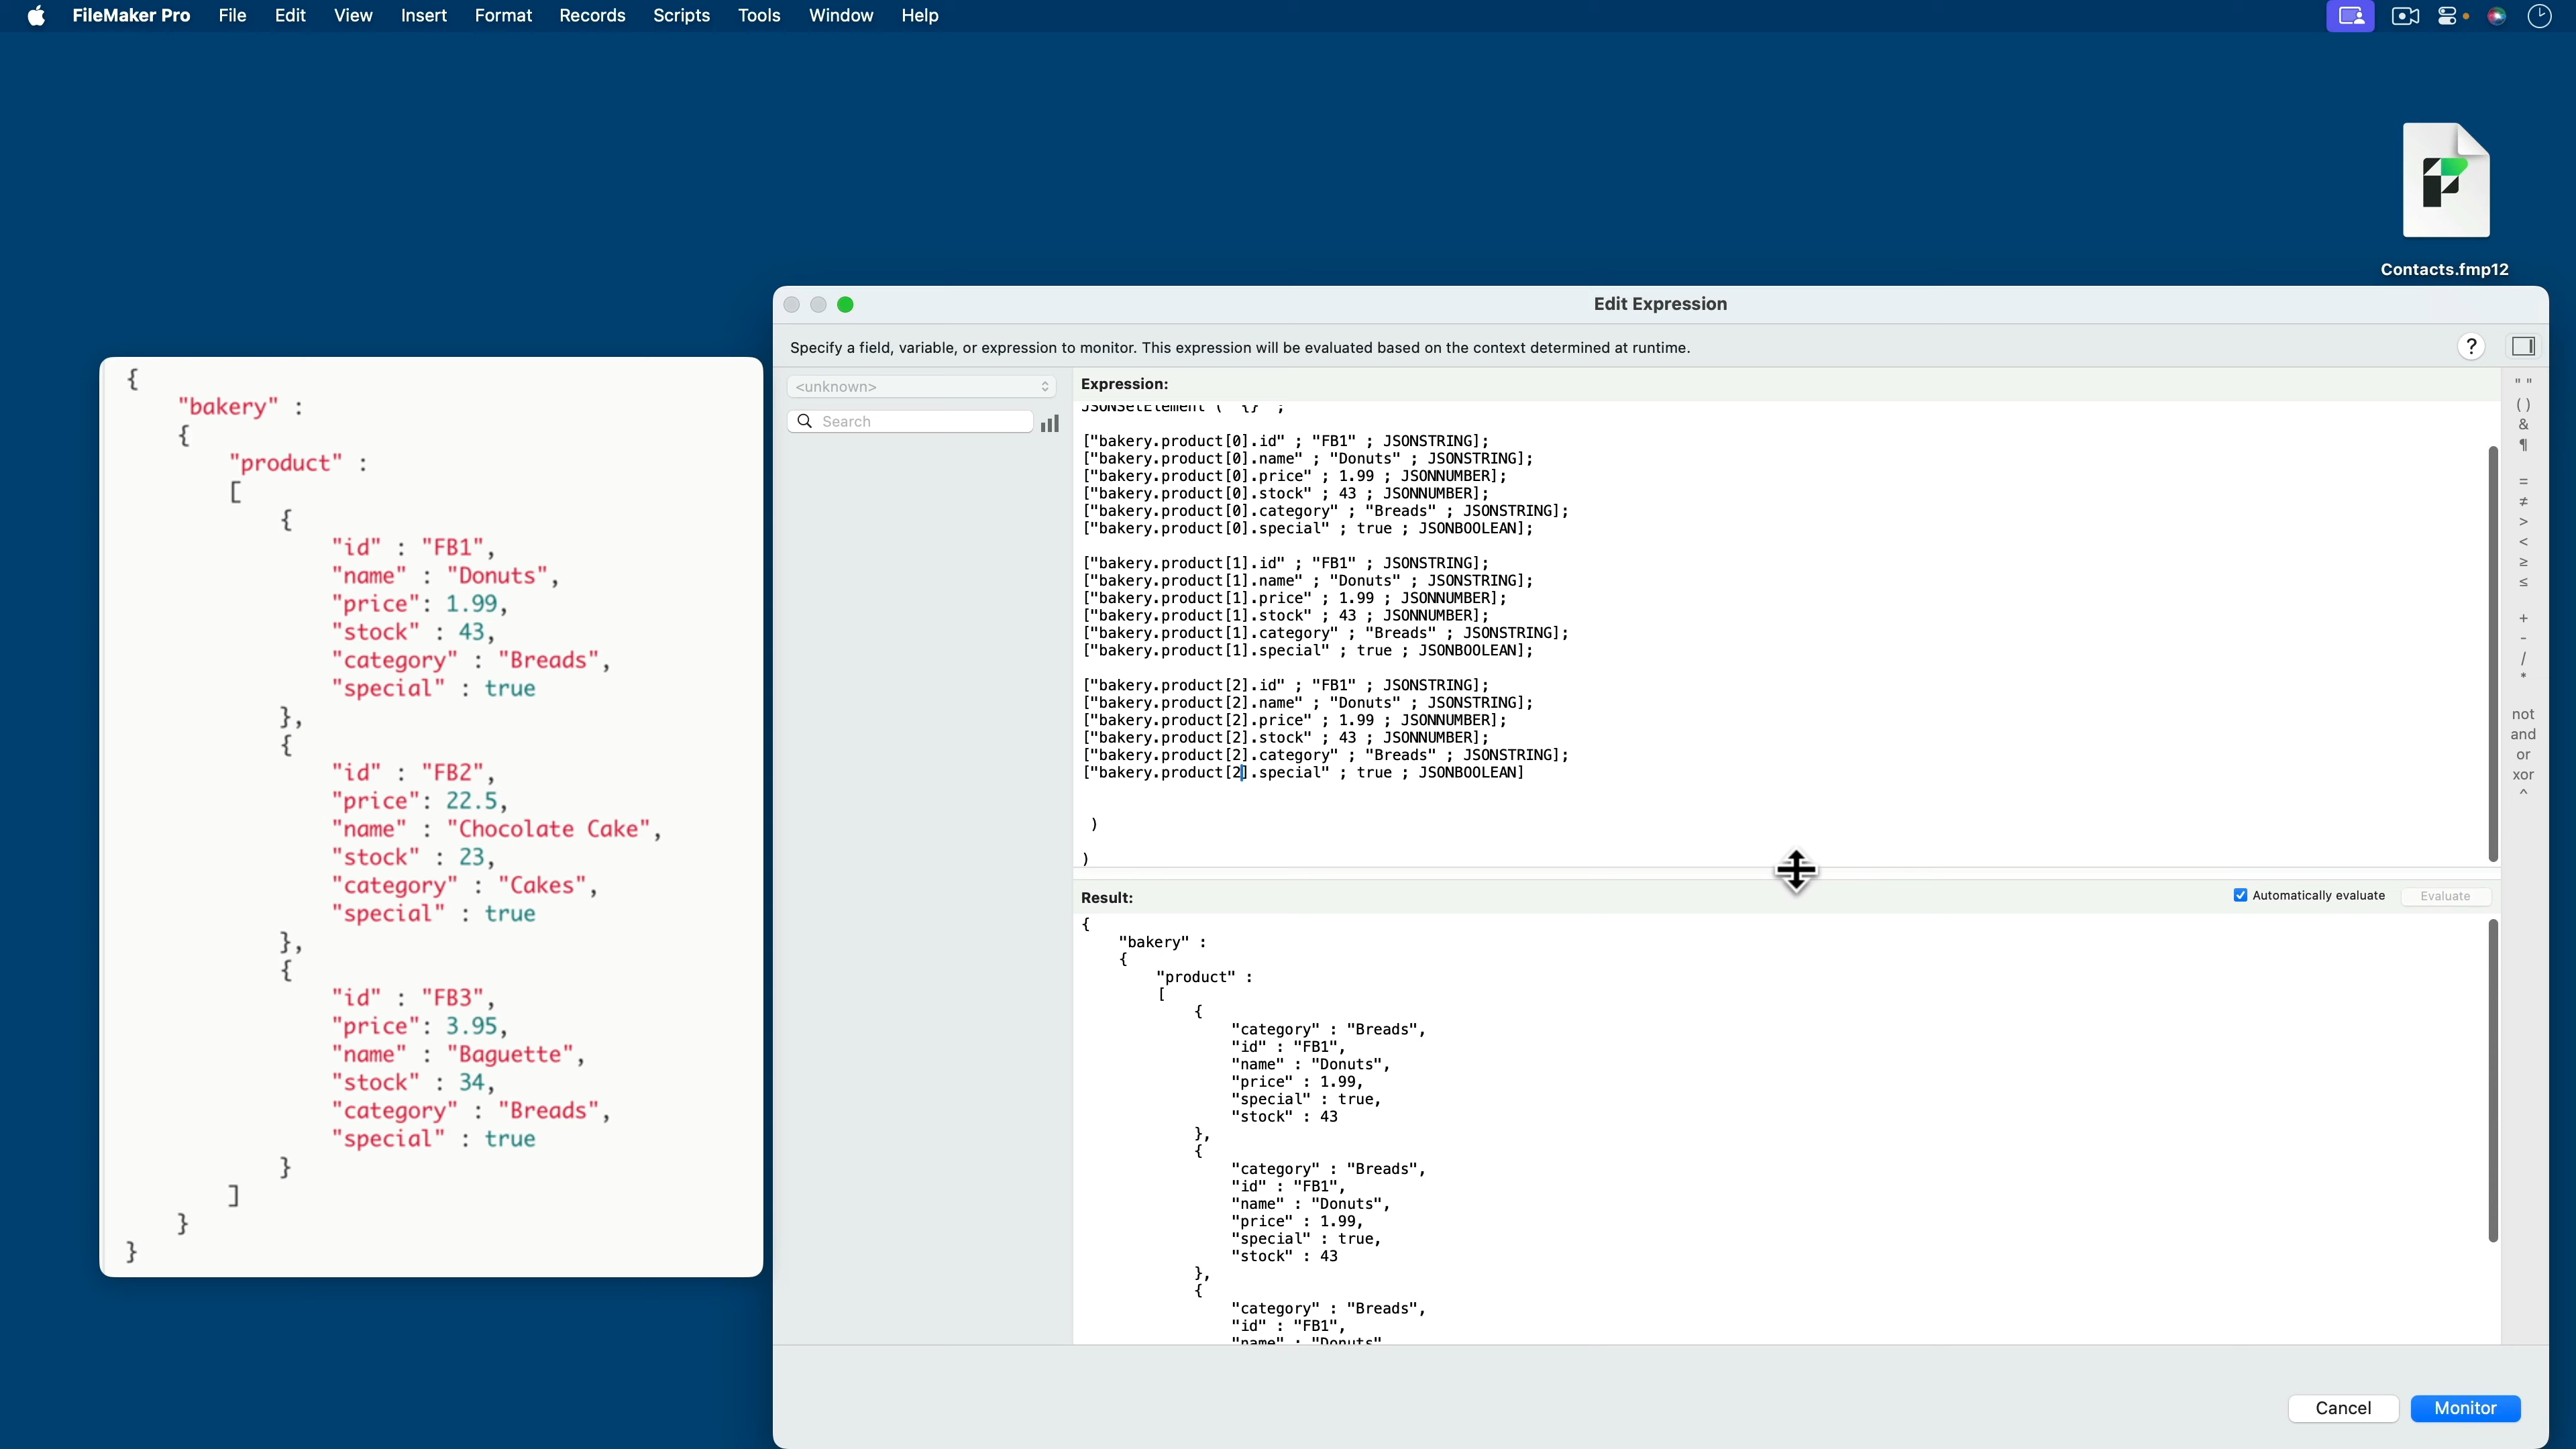 FileMaker Pro File Edit View Insert Format Records Scripts Tools Window Help
Contacts.fmp12
{
"bakery" :
{
"product" :
[
{
"id" : "FB1",
"name" : "Donuts",
"price": 1.99,
"stock" : 43,
"category" : "Breads",
"special" : true
},
{
"id" : "FB2",
"price": 22.5,
"name" : "Chocolate Cake",
"stock" : 23,
"category" : "Cakes",
"special" : true
},
{
"id" : "FB3",
"price": 3.95,
"name" : "Baguette",
"stock" : 34,
"category" : "Breads",
"special" : true
}
]
}
}
Edit Expression
Specify a field, variable, or expression to monitor. This expression will be evaluated based on the context determined at runtime.
?
<unknown>
Search
Expression:
JSONSetElement ( "{}" ;
["bakery.product[0].id" ; "FB1" ; JSONSTRING];
["bakery.product[0].name" ; "Donuts" ; JSONSTRING];
["bakery.product[0].price" ; 1.99 ; JSONNUMBER];
["bakery.product[0].stock" ; 43 ; JSONNUMBER];
["bakery.product[0].category" ; "Breads" ; JSONSTRING];
["bakery.product[0].special" ; true ; JSONBOOLEAN];
["bakery.product[1].id" ; "FB1" ; JSONSTRING];
["bakery.product[1].name" ; "Donuts" ; JSONSTRING];
["bakery.product[1].price" ; 1.99 ; JSONNUMBER];
["bakery.product[1].stock" ; 43 ; JSONNUMBER];
["bakery.product[1].category" ; "Breads" ; JSONSTRING];
["bakery.product[1].special" ; true ; JSONBOOLEAN];
["bakery.product[2].id" ; "FB1" ; JSONSTRING];
["bakery.product[2].name" ; "Donuts" ; JSONSTRING];
["bakery.product[2].price" ; 1.99 ; JSONNUMBER];
["bakery.product[2].stock" ; 43 ; JSONNUMBER];
["bakery.product[2].category" ; "Breads" ; JSONSTRING];
["bakery.product[2].special" ; true ; JSONBOOLEAN]
)
)
" "
( )
&
¶
=
≠
>
<
≥
≤
+
-
/
*
not
and
or
xor
^
Result:
Automatically evaluate
Evaluate
{
"bakery" :
{
"product" :
[
{
"category" : "Breads",
"id" : "FB1",
"name" : "Donuts",
"price" : 1.99,
"special" : true,
"stock" : 43
},
{
"category" : "Breads",
"id" : "FB1",
"name" : "Donuts",
"price" : 1.99,
"special" : true,
"stock" : 43
},
{
"category" : "Breads",
"id" : "FB1",
"name" : "Donuts"
Cancel
Monitor